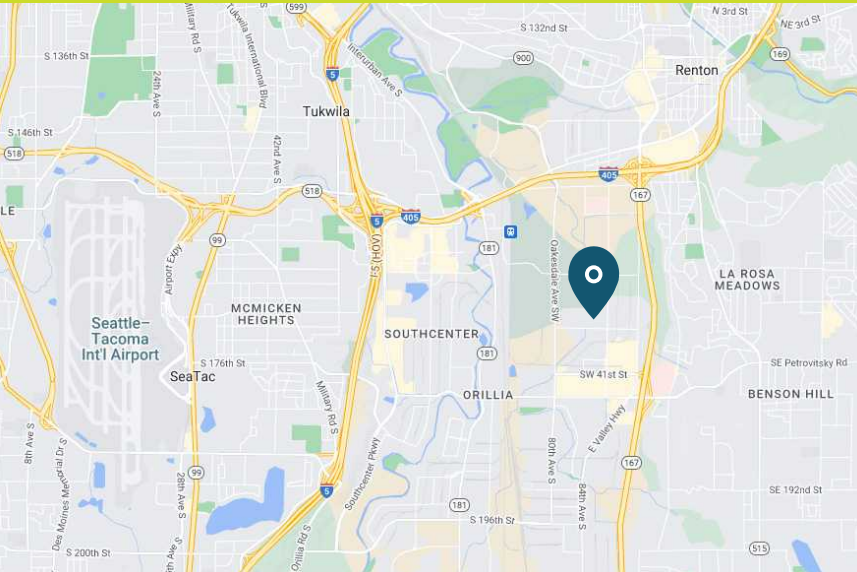 599
Military Rd S
Tukwila International Blvd
S 132nd St
N 3rd St
NE 3rd St
S 136th St
Interurban Ave S
900
169
24th Ave S
5
Renton
Tukwila
S 146th St
42nd Ave S
518
405
518
167
LE
5
405
99
181
I-5 (HOV)
Airport Expy
Oakesdale Ave SW
LA ROSA
MEADOWS
MCMICKEN
HEIGHTS
Seattle–
Tacoma
Int'l Airport
SOUTHCENTER
181
S 176th St
SE Petrovitsky Rd
SeaTac
SW 41st St
ORILLIA
BENSON HILL
Military Rd S
E Valley Hwy
8th Ave S
Des Moines Memorial Dr S
Southcenter Pkwy
80th Ave S
167
99
28th Ave S
5
84th Ave S
SE 192nd St
181
S 196th St
S 200th St
Orillia Rd S
515